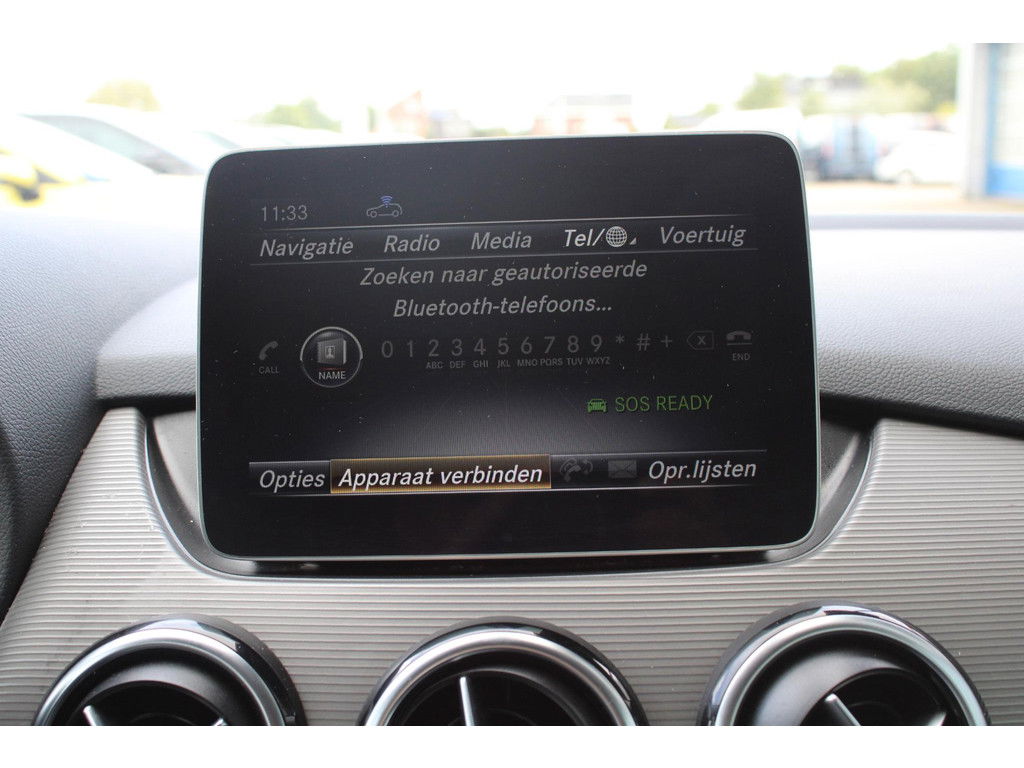 11:33
Navigatie Radio Media Tel/ Voertuig
Zoeken naar geautoriseerde
Bluetooth-telefoons...
0 1 2 3 4 5 6 7 8 9 * # + X
CALL NAME ABC DEF GHI JKL MNO PQRS TUV WXYZ END
SOS READY
Opties Apparaat verbinden Opr.lijsten